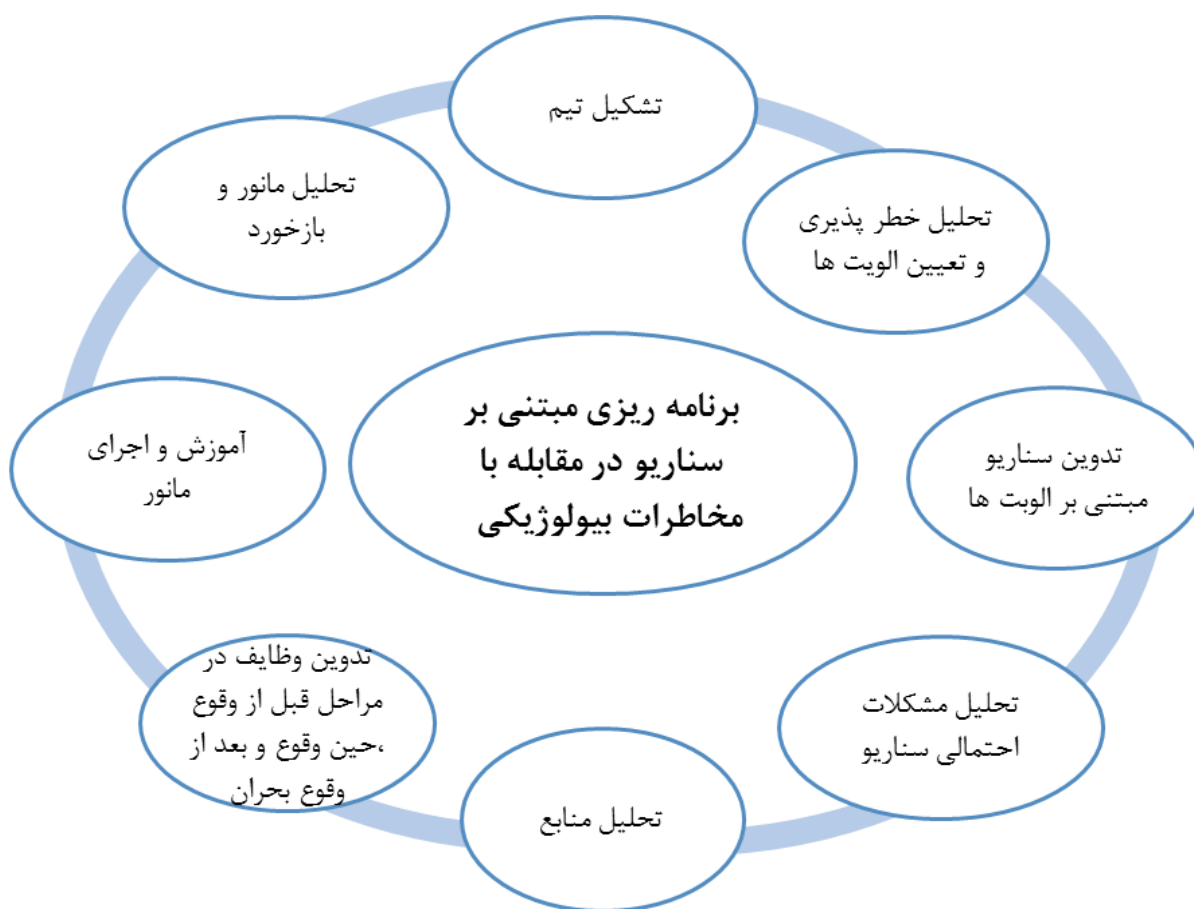 تشکیل تیم
تحلیل خطر پذیری
و تعیین الویت ها
تدوین سناریو
مبتنی بر الوبت ها
تحلیل مشکلات
احتمالی سناریو
تحلیل منابع
تدوین وظایف در
مراحل قبل از وقوع
،حین وقوع و بعد از
وقوع بحران
آموزش و اجرای
مانور
تحلیل مانور و
بازخورد
برنامه ریزی مبتنی بر
سناریو در مقابله با
مخاطرات بیولوژیکی